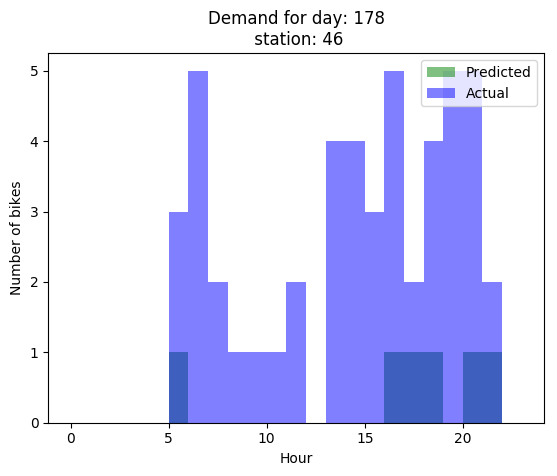 Demand for day: 178
station: 46
Predicted
Actual
Number of bikes
5
4
3
2
1
0
0
5
10
15
20
Hour